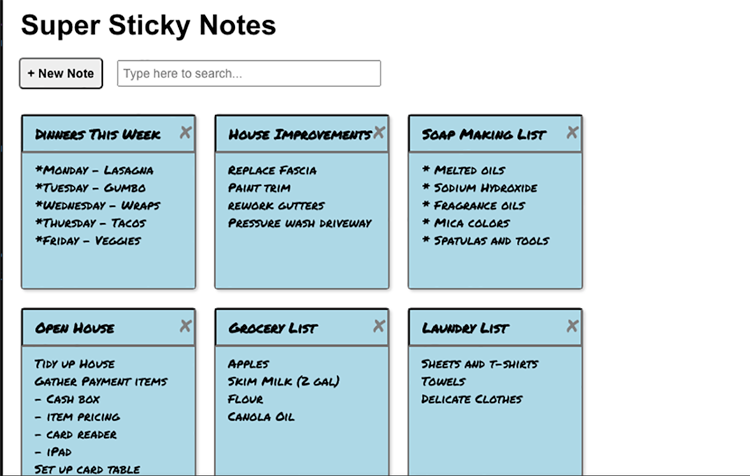 Super Sticky Notes
+ New Note
Type here to search...
Dinners This Week
*Monday - Lasagna
*Tuesday - Gumbo
*Wednesday - Wraps
*Thursday - Tacos
*Friday - Veggies
House Improvements
Replace Fascia
Paint trim
rework gutters
Pressure wash driveway
Soap Making List
* Melted oils
* Sodium Hydroxide
* Fragrance oils
* Mica colors
* Spatulas and tools
Open House
Tidy up House
Gather Payment items
- Cash box
- item pricing
- card reader
- iPad
Set up card table
Grocery List
Apples
Skim Milk (2 gal)
Flour
Canola Oil
Laundry List
Sheets and t-shirts
Towels
Delicate Clothes